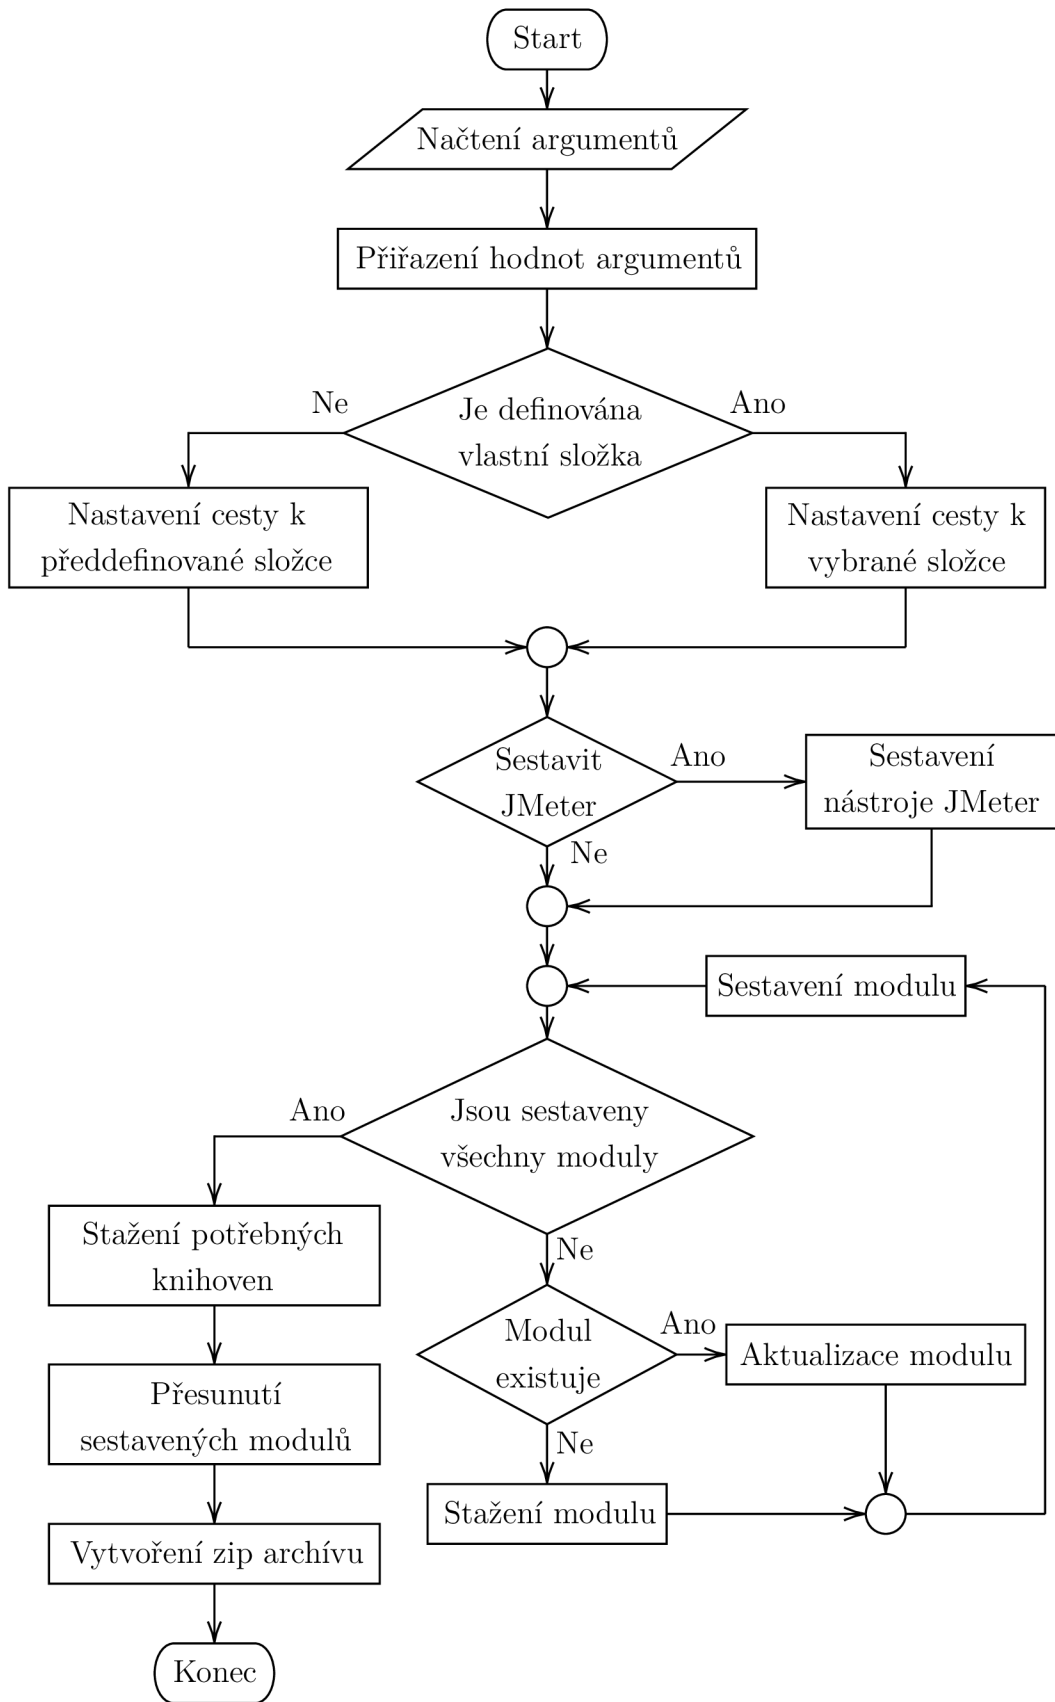 Start
Načtení argumentů
Přiřazení hodnot argumentů
Ne
Ano
Je definována
vlastní složka
Nastavení cesty k
předdefinované složce
Nastavení cesty k
vybrané složce
Sestavit
JMeter
Ano
Sestavení
nástroje JMeter
Ne
Sestavení modulu
Ano
Jsou sestaveny
všechny moduly
Stažení potřebných
knihoven
Ne
Modul
existuje
Ano
Aktualizace modulu
Přesunutí
sestavených modulů
Ne
Stažení modulu
Vytvoření zip archívu
Konec